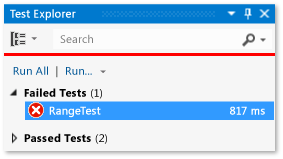 Test Explorer
Search
Run All | Run...
Failed Tests (1)
RangeTest 817 ms
Passed Tests (2)